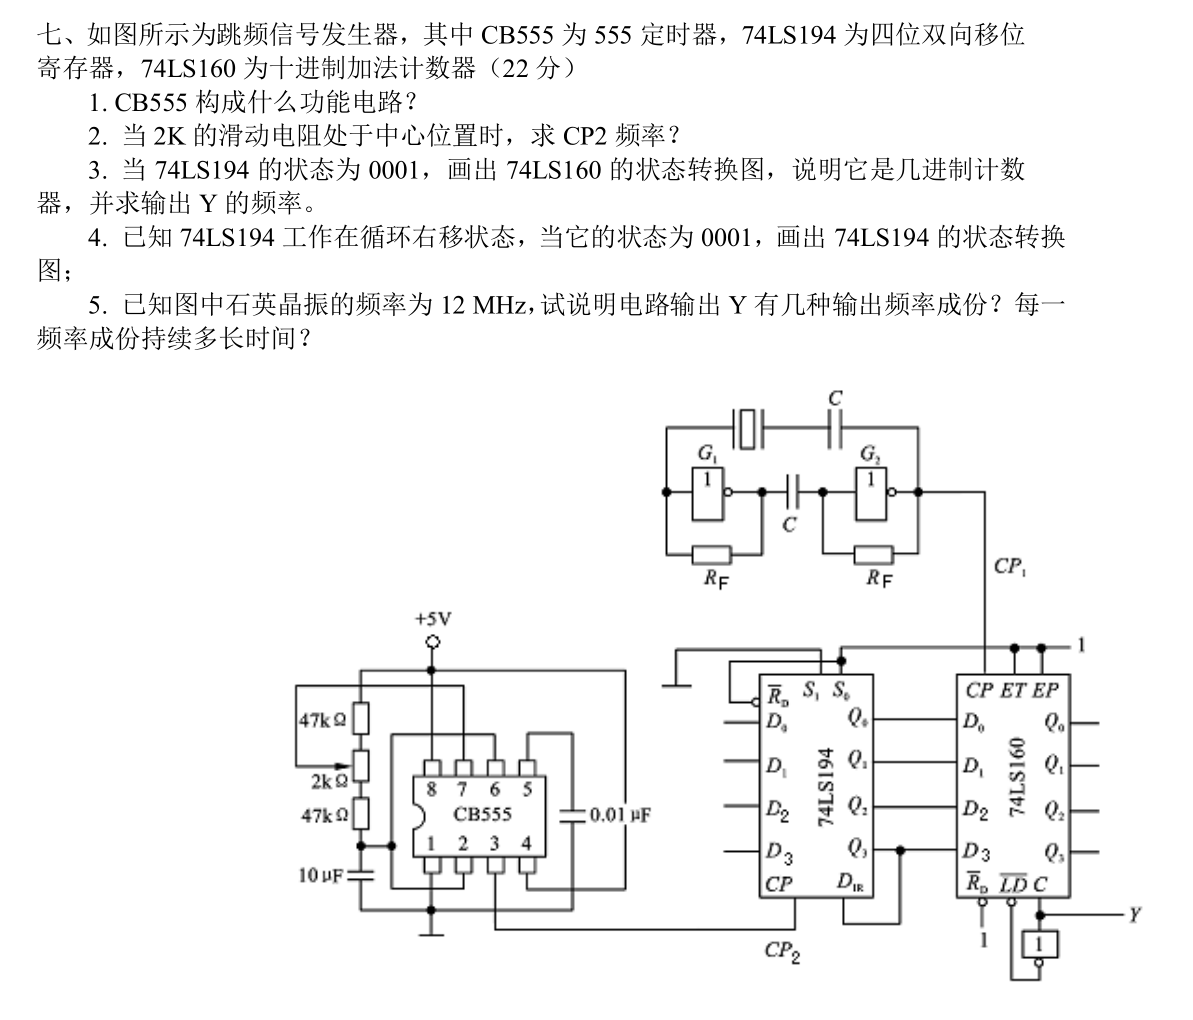 七、如图所示为跳频信号发生器，其中 CB555 为 555 定时器，74LS194 为四位双向移位
寄存器，74LS160 为十进制加法计数器（22 分）
1. CB555 构成什么功能电路？
2. 当 2K 的滑动电阻处于中心位置时，求 CP2 频率？
3. 当 74LS194 的状态为 0001，画出 74LS160 的状态转换图，说明它是几进制计数
器，并求输出 Y 的频率。
4. 已知 74LS194 工作在循环右移状态，当它的状态为 0001，画出 74LS194 的状态转换
图；
5. 已知图中石英晶振的频率为 12 MHz，试说明电路输出 Y 有几种输出频率成份？每一
频率成份持续多长时间？
C
G₁ G₂
1 1
C
R_F R_F
CP₁
+5V
1
R̅_D S₁ S₀ CP ET EP
47kΩ D₀ Q₀ D₀ Q₀
2kΩ D₁ Q₁ D₁ Q₁
8 7 6 5
74LS194 74LS160
47kΩ CB555 0.01 μF D₂ Q₂ D₂ Q₂
1 2 3 4
D₃ Q₃ D₃ Q₃
10 μF CP D_IR R̅_D L̅D̅ C
Y
1 1
CP₂